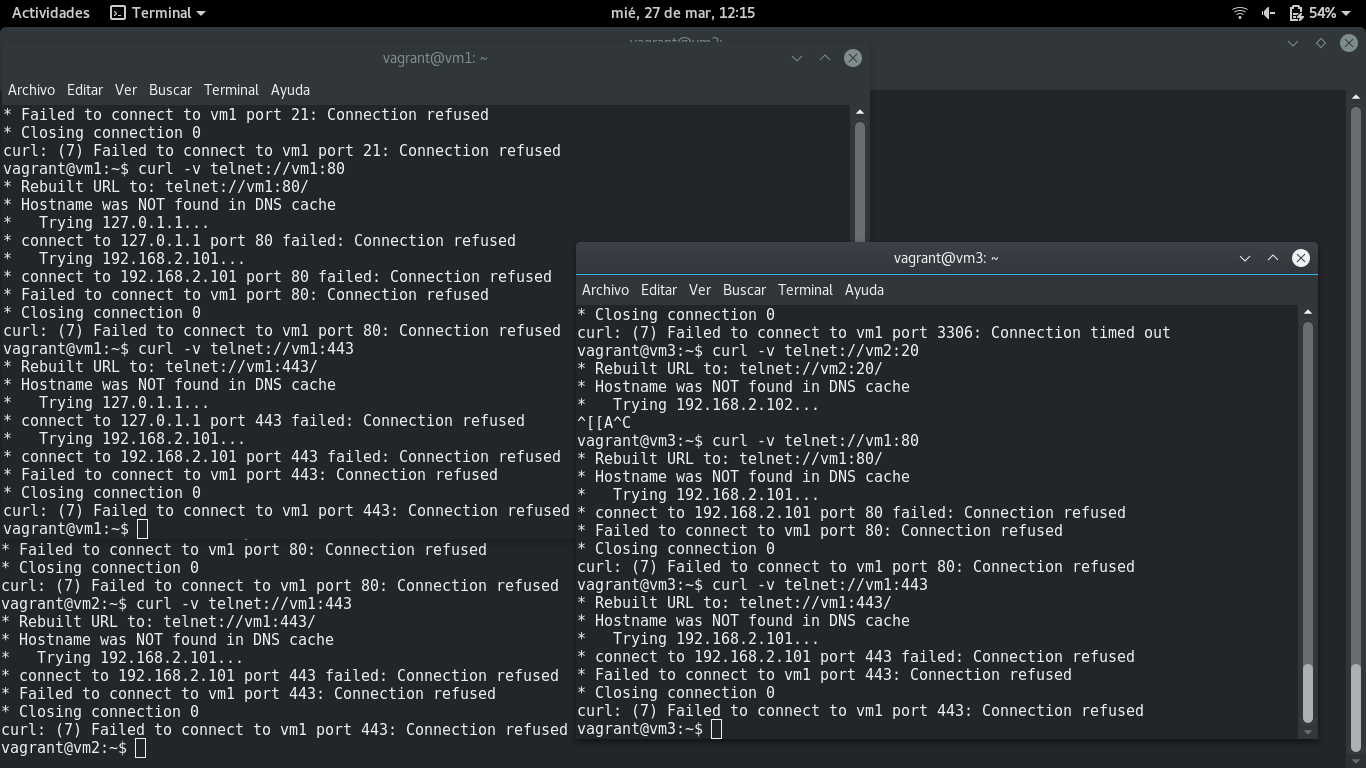 Actividades Terminal mié, 27 de mar, 12:15 54%
vagrant@vm1: ~
Archivo Editar Ver Buscar Terminal Ayuda
* Failed to connect to vm1 port 21: Connection refused
* Closing connection 0
curl: (7) Failed to connect to vm1 port 21: Connection refused
vagrant@vm1:~$ curl -v telnet://vm1:80
* Rebuilt URL to: telnet://vm1:80/
* Hostname was NOT found in DNS cache
*   Trying 127.0.1.1...
* connect to 127.0.1.1 port 80 failed: Connection refused
*   Trying 192.168.2.101...
* connect to 192.168.2.101 port 80 failed: Connection refused
* Failed to connect to vm1 port 80: Connection refused
* Closing connection 0
curl: (7) Failed to connect to vm1 port 80: Connection refused
vagrant@vm1:~$ curl -v telnet://vm1:443
* Rebuilt URL to: telnet://vm1:443/
* Hostname was NOT found in DNS cache
*   Trying 127.0.1.1...
* connect to 127.0.1.1 port 443 failed: Connection refused
*   Trying 192.168.2.101...
* connect to 192.168.2.101 port 443 failed: Connection refused
* Failed to connect to vm1 port 443: Connection refused
* Closing connection 0
curl: (7) Failed to connect to vm1 port 443: Connection refused
vagrant@vm1:~$
* Failed to connect to vm1 port 80: Connection refused
* Closing connection 0
curl: (7) Failed to connect to vm1 port 80: Connection refused
vagrant@vm2:~$ curl -v telnet://vm1:443
* Rebuilt URL to: telnet://vm1:443/
* Hostname was NOT found in DNS cache
*   Trying 192.168.2.101...
* connect to 192.168.2.101 port 443 failed: Connection refused
* Failed to connect to vm1 port 443: Connection refused
* Closing connection 0
curl: (7) Failed to connect to vm1 port 443: Connection refused
vagrant@vm2:~$
vagrant@vm3: ~
Archivo Editar Ver Buscar Terminal Ayuda
* Closing connection 0
curl: (7) Failed to connect to vm1 port 3306: Connection timed out
vagrant@vm3:~$ curl -v telnet://vm2:20
* Rebuilt URL to: telnet://vm2:20/
* Hostname was NOT found in DNS cache
*   Trying 192.168.2.102...
^[[A^C
vagrant@vm3:~$ curl -v telnet://vm1:80
* Rebuilt URL to: telnet://vm1:80/
* Hostname was NOT found in DNS cache
*   Trying 192.168.2.101...
* connect to 192.168.2.101 port 80 failed: Connection refused
* Failed to connect to vm1 port 80: Connection refused
* Closing connection 0
curl: (7) Failed to connect to vm1 port 80: Connection refused
vagrant@vm3:~$ curl -v telnet://vm1:443
* Rebuilt URL to: telnet://vm1:443/
* Hostname was NOT found in DNS cache
*   Trying 192.168.2.101...
* connect to 192.168.2.101 port 443 failed: Connection refused
* Failed to connect to vm1 port 443: Connection refused
* Closing connection 0
curl: (7) Failed to connect to vm1 port 443: Connection refused
vagrant@vm3:~$